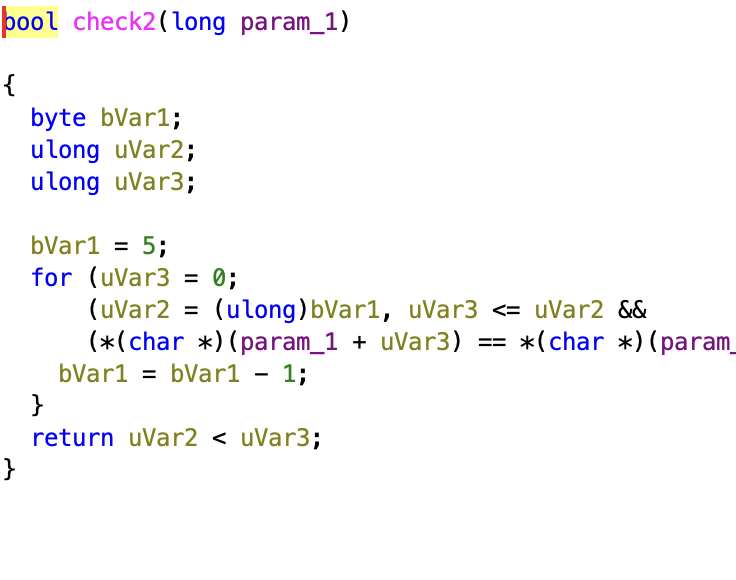 bool check2(long param_1)
{
byte bVar1;
ulong uVar2;
ulong uVar3;
bVar1 = 5;
for (uVar3 = 0;
(uVar2 = (ulong)bVar1, uVar3 <= uVar2 &&
(*(char *)(param_1 + uVar3) == *(char *)(param_
bVar1 = bVar1 - 1;
}
return uVar2 < uVar3;
}